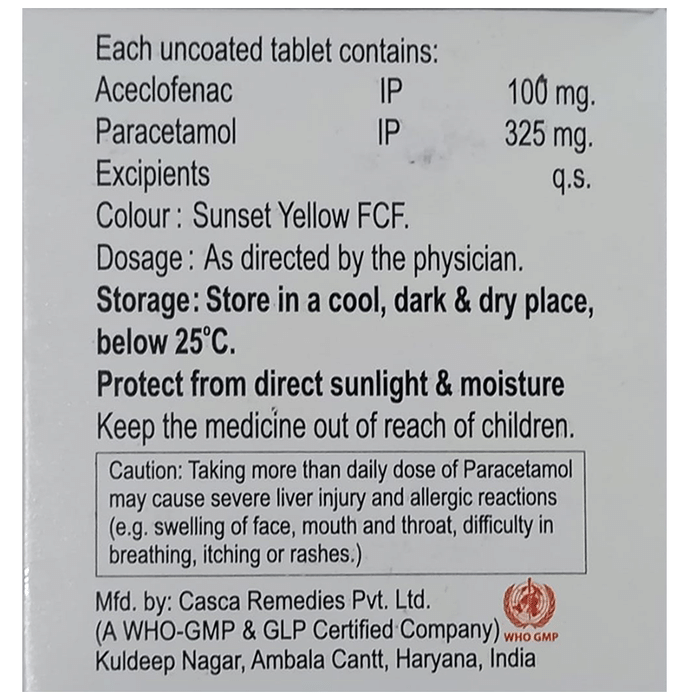 Each uncoated tablet contains:
Aceclofenac IP 100 mg.
Paracetamol IP 325 mg.
Excipients q.s.
Colour : Sunset Yellow FCF.
Dosage : As directed by the physician.
Storage : Store in a cool, dark & dry place,
below 25°C.
Protect from direct sunlight & moisture
Keep the medicine out of reach of children.
Caution: Taking more than daily dose of Paracetamol
may cause severe liver injury and allergic reactions
(e.g. swelling of face, mouth and throat, difficulty in
breathing, itching or rashes.)
Mfd. by: Casca Remedies Pvt. Ltd.
(A WHO-GMP & GLP Certified Company)
WHO GMP
Kuldeep Nagar, Ambala Cantt, Haryana, India